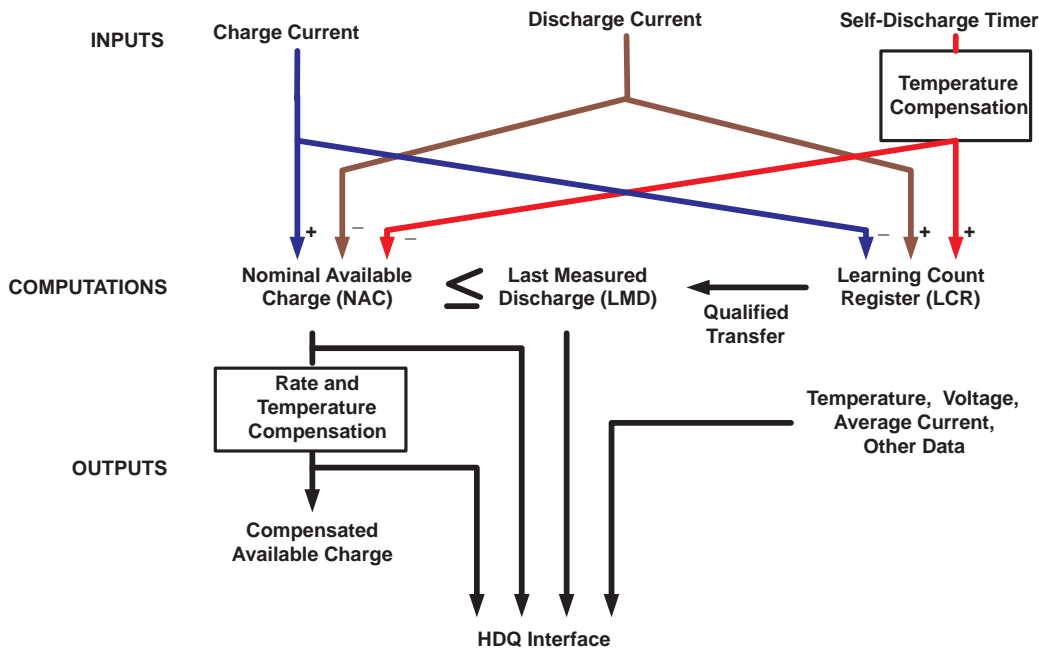 INPUTS
Charge Current
Discharge Current
Self-Discharge Timer
Temperature
Compensation
+
–
–
–
+
+
COMPUTATIONS
Nominal Available
Charge (NAC)
≤
Last Measured
Discharge (LMD)
Qualified
Transfer
Learning Count
Register (LCR)
Rate and
Temperature
Compensation
Temperature, Voltage,
Average Current,
Other Data
OUTPUTS
Compensated
Available Charge
HDQ Interface